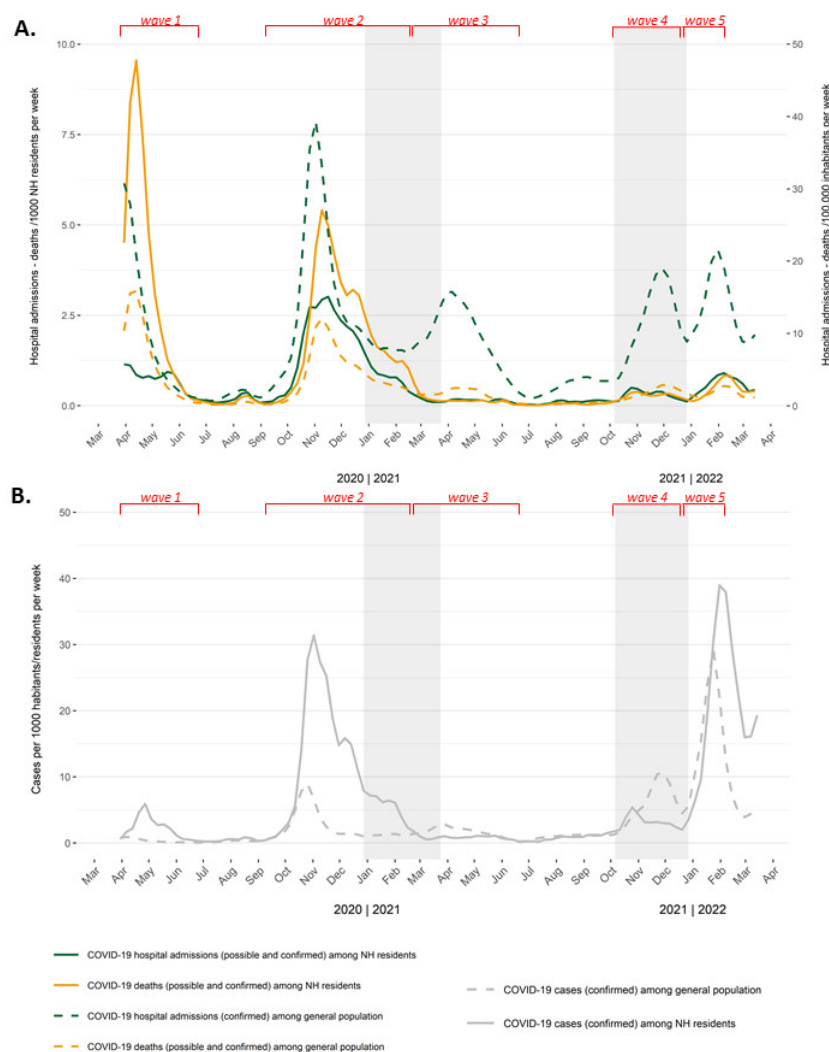 wave 1 wave 2 wave 3 wave 4 wave 5
A.
10.0
7.5
5.0
2.5
0.0
Hospital admissions - deaths /1000 NH residents per week
50
40
30
20
10
0
Hospital admissions - deaths /100 000 inhabitants per week
Mar Apr May Jun Jul Aug Sep Oct Nov Dec Jan Feb Mar Apr May Jun Jul Aug Sep Oct Nov Dec Jan Feb Mar Apr
2020 | 2021 2021 | 2022
wave 1 wave 2 wave 3 wave 4 wave 5
B.
50
40
30
20
10
0
Cases per 1000 habitants/residents per week
Mar Apr May Jun Jul Aug Sep Oct Nov Dec Jan Feb Mar Apr May Jun Jul Aug Sep Oct Nov Dec Jan Feb Mar Apr
2020 | 2021 2021 | 2022
COVID-19 hospital admissions (possible and confirmed) among NH residents
COVID-19 deaths (possible and confirmed) among NH residents
COVID-19 hospital admissions (confirmed) among general population
COVID-19 deaths (possible and confirmed) among general population
COVID-19 cases (confirmed) among general population
COVID-19 cases (confirmed) among NH residents